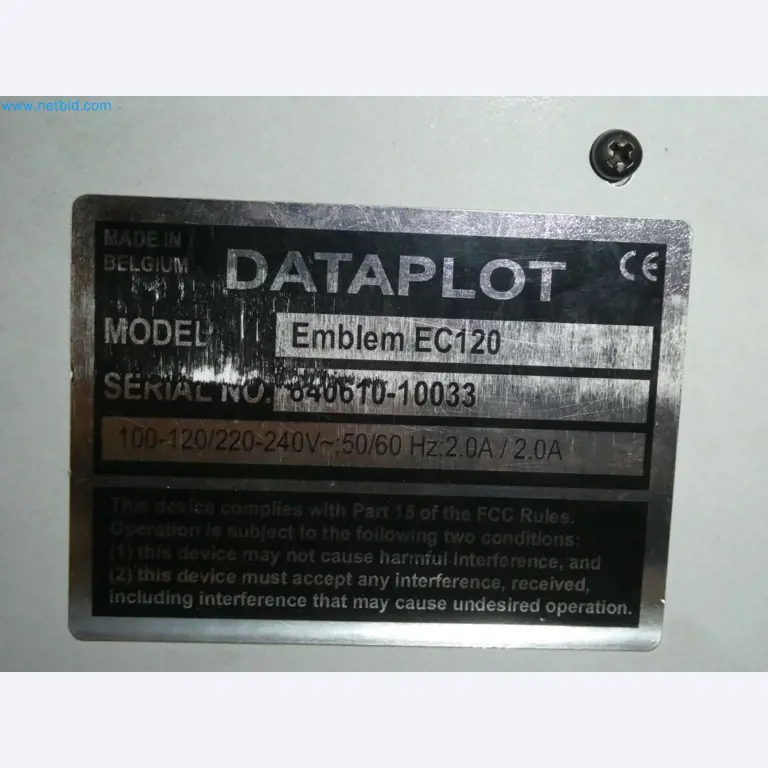 www.netbid.com
MADE IN
BELGIUM
DATAPLOT
CE
MODEL
Emblem EC120
SERIAL NO.
840610-10033
100-120/220-240V~;50/60 Hz:2.0A / 2.0A
This device complies with Part 15 of the FCC Rules.
Operation is subject to the following two conditions:
(1) this device may not cause harmful interference, and
(2) this device must accept any interference, received,
including interference that may cause undesired operation.